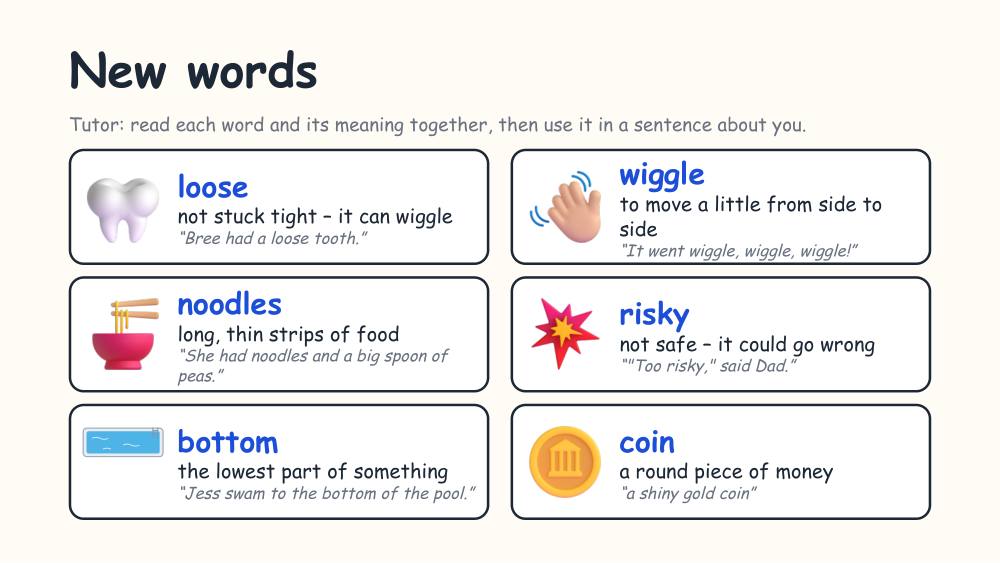 New words
Tutor: read each word and its meaning together, then use it in a sentence about you.
loose
not stuck tight – it can wiggle
“Bree had a loose tooth.”
wiggle
to move a little from side to
side
“It went wiggle, wiggle, wiggle!”
noodles
long, thin strips of food
“She had noodles and a big spoon of
peas.”
risky
not safe – it could go wrong
“"Too risky," said Dad.”
bottom
the lowest part of something
“Jess swam to the bottom of the pool.”
coin
a round piece of money
“a shiny gold coin”